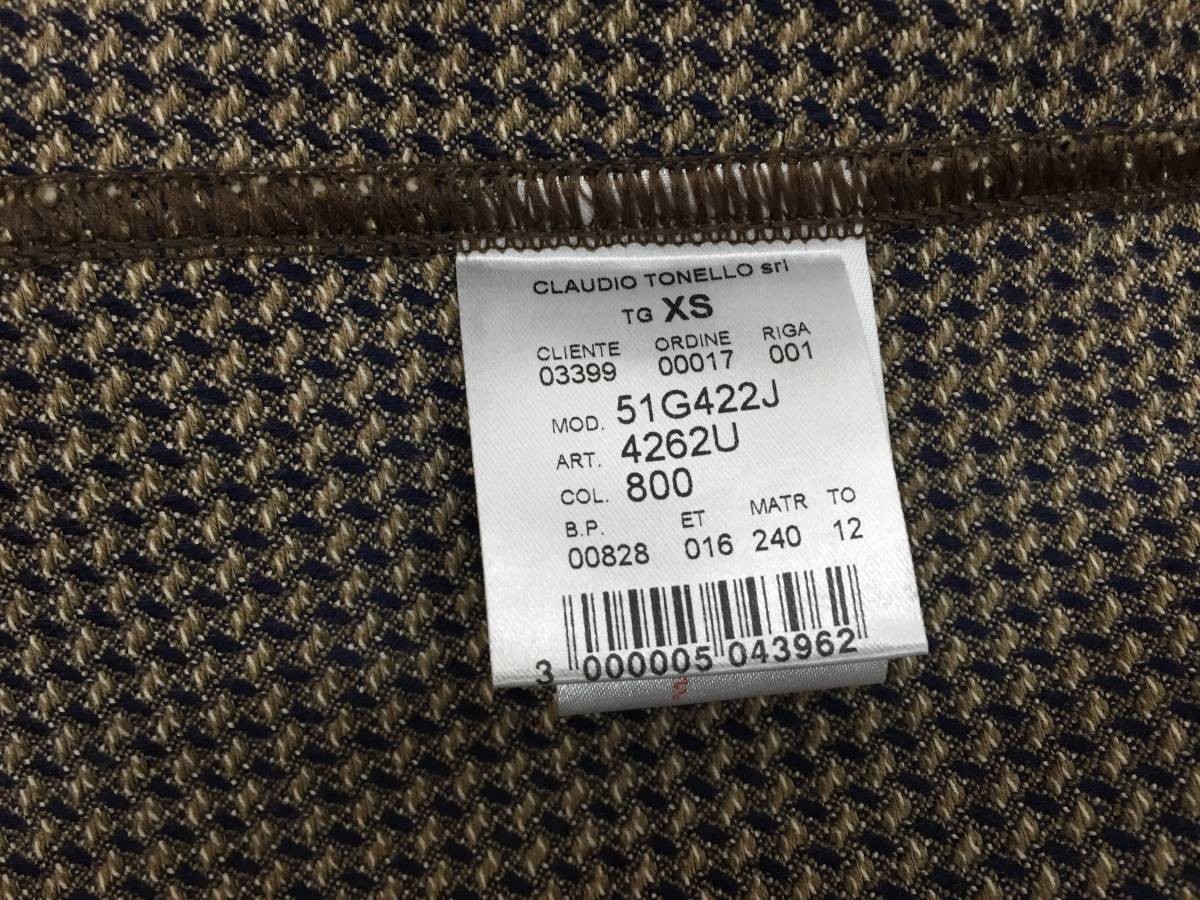 CLAUDIO TONELLO srl
TG XS
CLIENTE ORDINE RIGA
03399 00017 001
MOD. 51G422J
ART. 4262U
COL. 800
B.P. ET MATR TO
00828 016 240 12
3 000005 043962